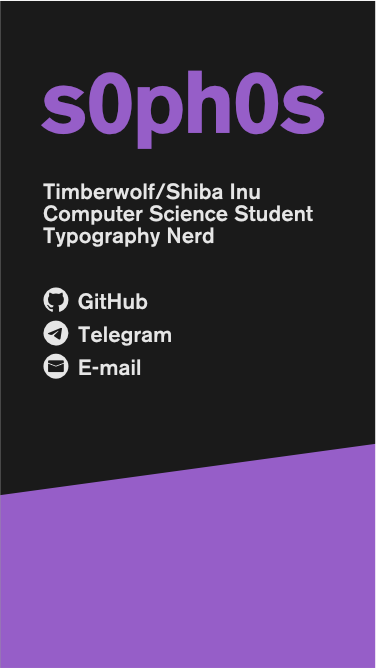 s0ph0s
Timberwolf/Shiba Inu
Computer Science Student
Typography Nerd
GitHub
Telegram
E-mail